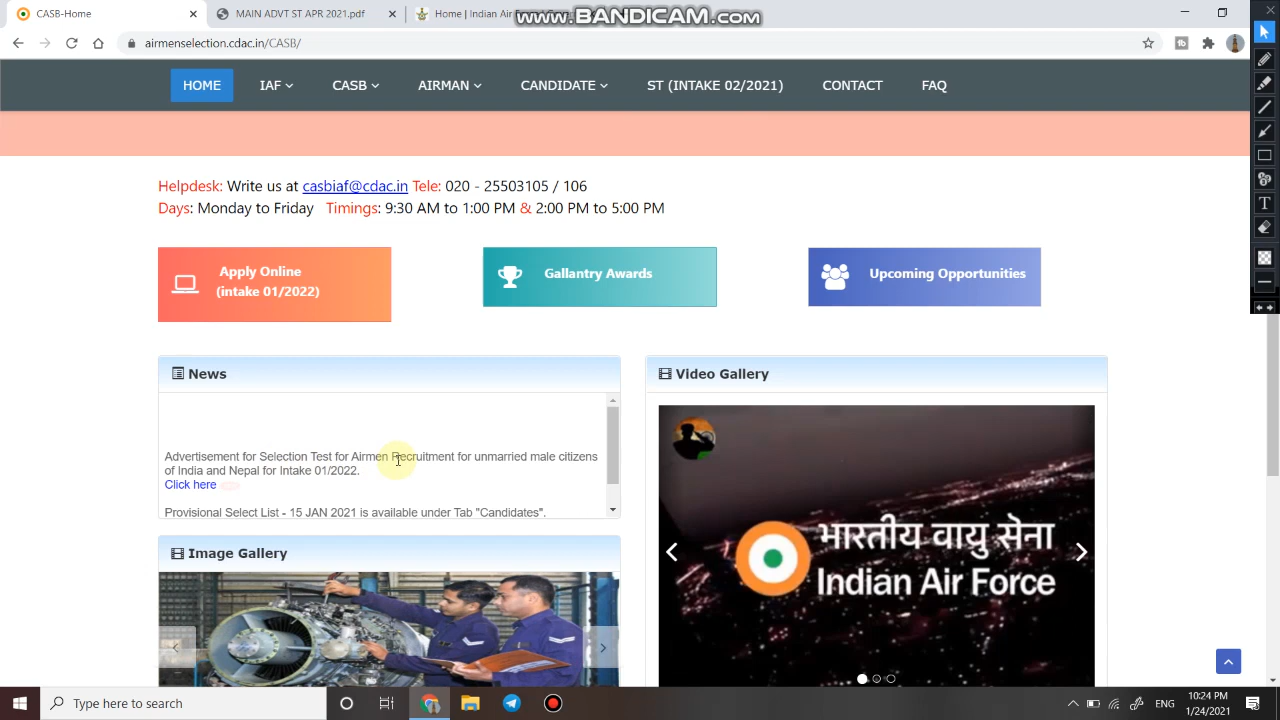 CASB-Home
MAIN ADVT ST APR 2021.pdf
Home | Indian Air
www.BANDICAM.com
airmenselection.cdac.in/CASB/
HOME
IAF
CASB
AIRMAN
CANDIDATE
ST (INTAKE 02/2021)
CONTACT
FAQ
Helpdesk: Write us at casbiaf@cdac.in Tele: 020 - 25503105 / 106
Days: Monday to Friday Timings: 9:30 AM to 1:00 PM & 2:00 PM to 5:00 PM
Apply Online
(intake 01/2022)
Gallantry Awards
Upcoming Opportunities
News
Advertisement for Selection Test for Airmen Recruitment for unmarried male citizens
of India and Nepal for Intake 01/2022.
Click here
Provisional Select List - 15 JAN 2021 is available under Tab "Candidates".
Image Gallery
Video Gallery
भारतीय वायु सेना
Indian Air Force
Type here to search
ENG
10:24 PM
1/24/2021